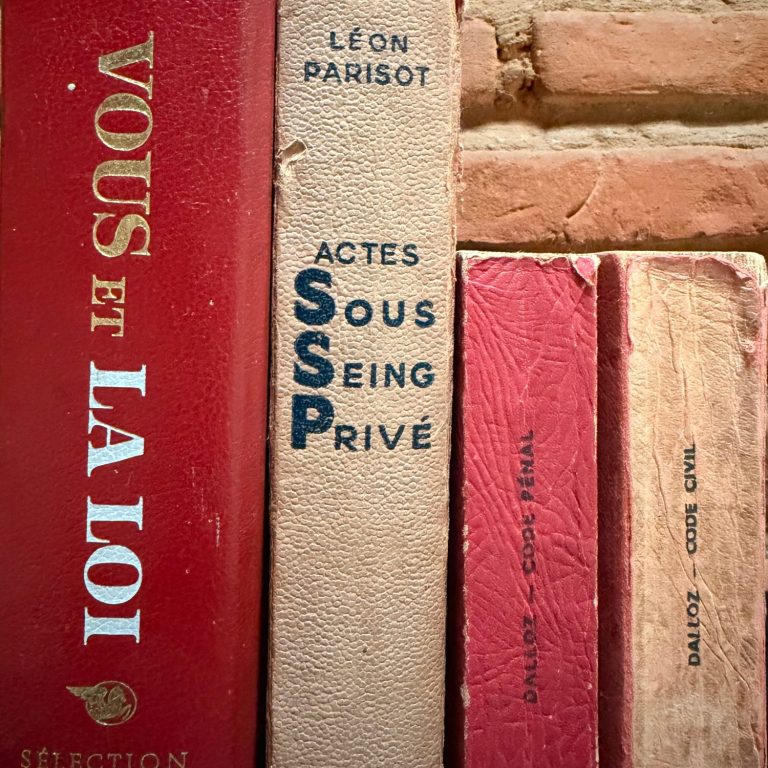 VOUS ET LA LOI
SÉLECTION
LÉON
PARISOT
ACTES
SOUS
SEING
PRIVÉ
DALLOZ – CODE PÉNAL
DALLOZ – CODE CIVIL